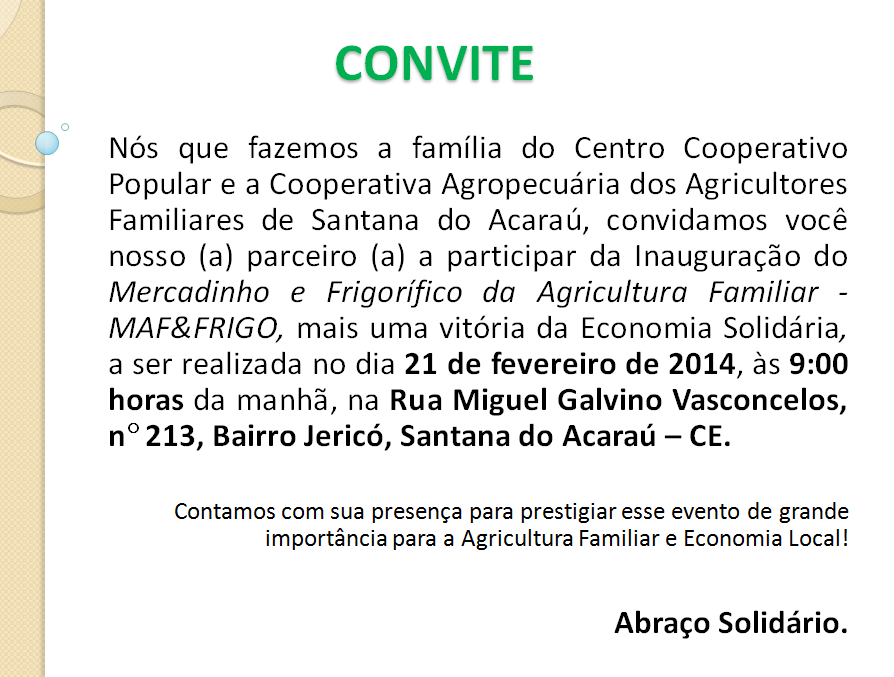 CONVITE
Nós que fazemos a família do Centro Cooperativo
Popular e a Cooperativa Agropecuária dos Agricultores
Familiares de Santana do Acaraú, convidamos você
nosso (a) parceiro (a) a participar da Inauguração do
Mercadinho e Frigorífico da Agricultura Familiar -
MAF&FRIGO, mais uma vitória da Economia Solidária,
a ser realizada no dia 21 de fevereiro de 2014, às 9:00
horas da manhã, na Rua Miguel Galvino Vasconcelos,
n° 213, Bairro Jericó, Santana do Acaraú – CE.
Contamos com sua presença para prestigiar esse evento de grande
importância para a Agricultura Familiar e Economia Local!
Abraço Solidário.